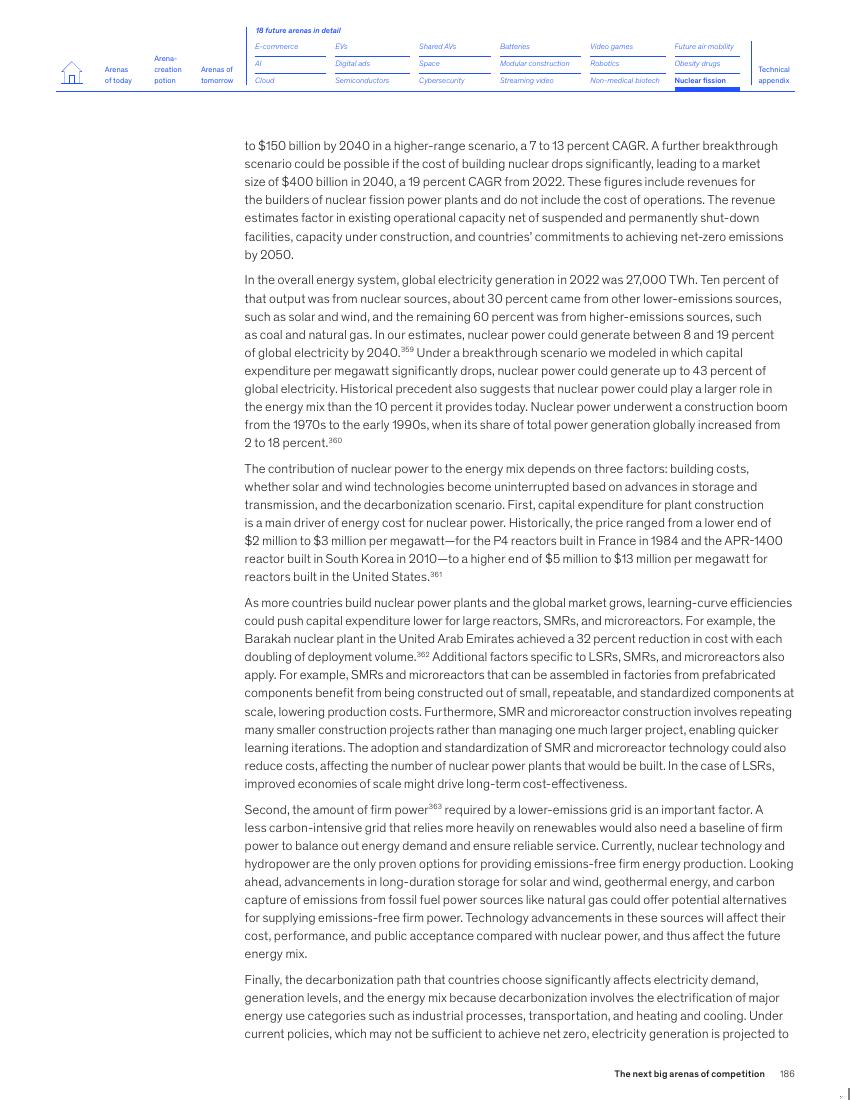 18 future arenas in detail
Arenas of today
Arena-creation potion
Arenas of tomorrow
E-commerce
EVs
Shared AVs
Batteries
Video games
Future air mobility
AI
Digital ads
Space
Modular construction
Robotics
Obesity drugs
Cloud
Semiconductors
Cybersecurity
Streaming video
Non-medical biotech
Nuclear fission
Technical appendix
to $150 billion by 2040 in a higher-range scenario, a 7 to 13 percent CAGR. A further breakthrough
scenario could be possible if the cost of building nuclear drops significantly, leading to a market
size of $400 billion in 2040, a 19 percent CAGR from 2022. These figures include revenues for
the builders of nuclear fission power plants and do not include the cost of operations. The revenue
estimates factor in existing operational capacity net of suspended and permanently shut-down
facilities, capacity under construction, and countries’ commitments to achieving net-zero emissions
by 2050.
In the overall energy system, global electricity generation in 2022 was 27,000 TWh. Ten percent of
that output was from nuclear sources, about 30 percent came from other lower-emissions sources,
such as solar and wind, and the remaining 60 percent was from higher-emissions sources, such
as coal and natural gas. In our estimates, nuclear power could generate between 8 and 19 percent
of global electricity by 2040.359 Under a breakthrough scenario we modeled in which capital
expenditure per megawatt significantly drops, nuclear power could generate up to 43 percent of
global electricity. Historical precedent also suggests that nuclear power could play a larger role in
the energy mix than the 10 percent it provides today. Nuclear power underwent a construction boom
from the 1970s to the early 1990s, when its share of total power generation globally increased from
2 to 18 percent.360
The contribution of nuclear power to the energy mix depends on three factors: building costs,
whether solar and wind technologies become uninterrupted based on advances in storage and
transmission, and the decarbonization scenario. First, capital expenditure for plant construction
is a main driver of energy cost for nuclear power. Historically, the price ranged from a lower end of
$2 million to $3 million per megawatt—for the P4 reactors built in France in 1984 and the APR-1400
reactor built in South Korea in 2010—to a higher end of $5 million to $13 million per megawatt for
reactors built in the United States.361
As more countries build nuclear power plants and the global market grows, learning-curve efficiencies
could push capital expenditure lower for large reactors, SMRs, and microreactors. For example, the
Barakah nuclear plant in the United Arab Emirates achieved a 32 percent reduction in cost with each
doubling of deployment volume.362 Additional factors specific to LSRs, SMRs, and microreactors also
apply. For example, SMRs and microreactors that can be assembled in factories from prefabricated
components benefit from being constructed out of small, repeatable, and standardized components at
scale, lowering production costs. Furthermore, SMR and microreactor construction involves repeating
many smaller construction projects rather than managing one much larger project, enabling quicker
learning iterations. The adoption and standardization of SMR and microreactor technology could also
reduce costs, affecting the number of nuclear power plants that would be built. In the case of LSRs,
improved economies of scale might drive long-term cost-effectiveness.
Second, the amount of firm power363 required by a lower-emissions grid is an important factor. A
less carbon-intensive grid that relies more heavily on renewables would also need a baseline of firm
power to balance out energy demand and ensure reliable service. Currently, nuclear technology and
hydropower are the only proven options for providing emissions-free firm energy production. Looking
ahead, advancements in long-duration storage for solar and wind, geothermal energy, and carbon
capture of emissions from fossil fuel power sources like natural gas could offer potential alternatives
for supplying emissions-free firm power. Technology advancements in these sources will affect their
cost, performance, and public acceptance compared with nuclear power, and thus affect the future
energy mix.
Finally, the decarbonization path that countries choose significantly affects electricity demand,
generation levels, and the energy mix because decarbonization involves the electrification of major
energy use categories such as industrial processes, transportation, and heating and cooling. Under
current policies, which may not be sufficient to achieve net zero, electricity generation is projected to
The next big arenas of competition 186